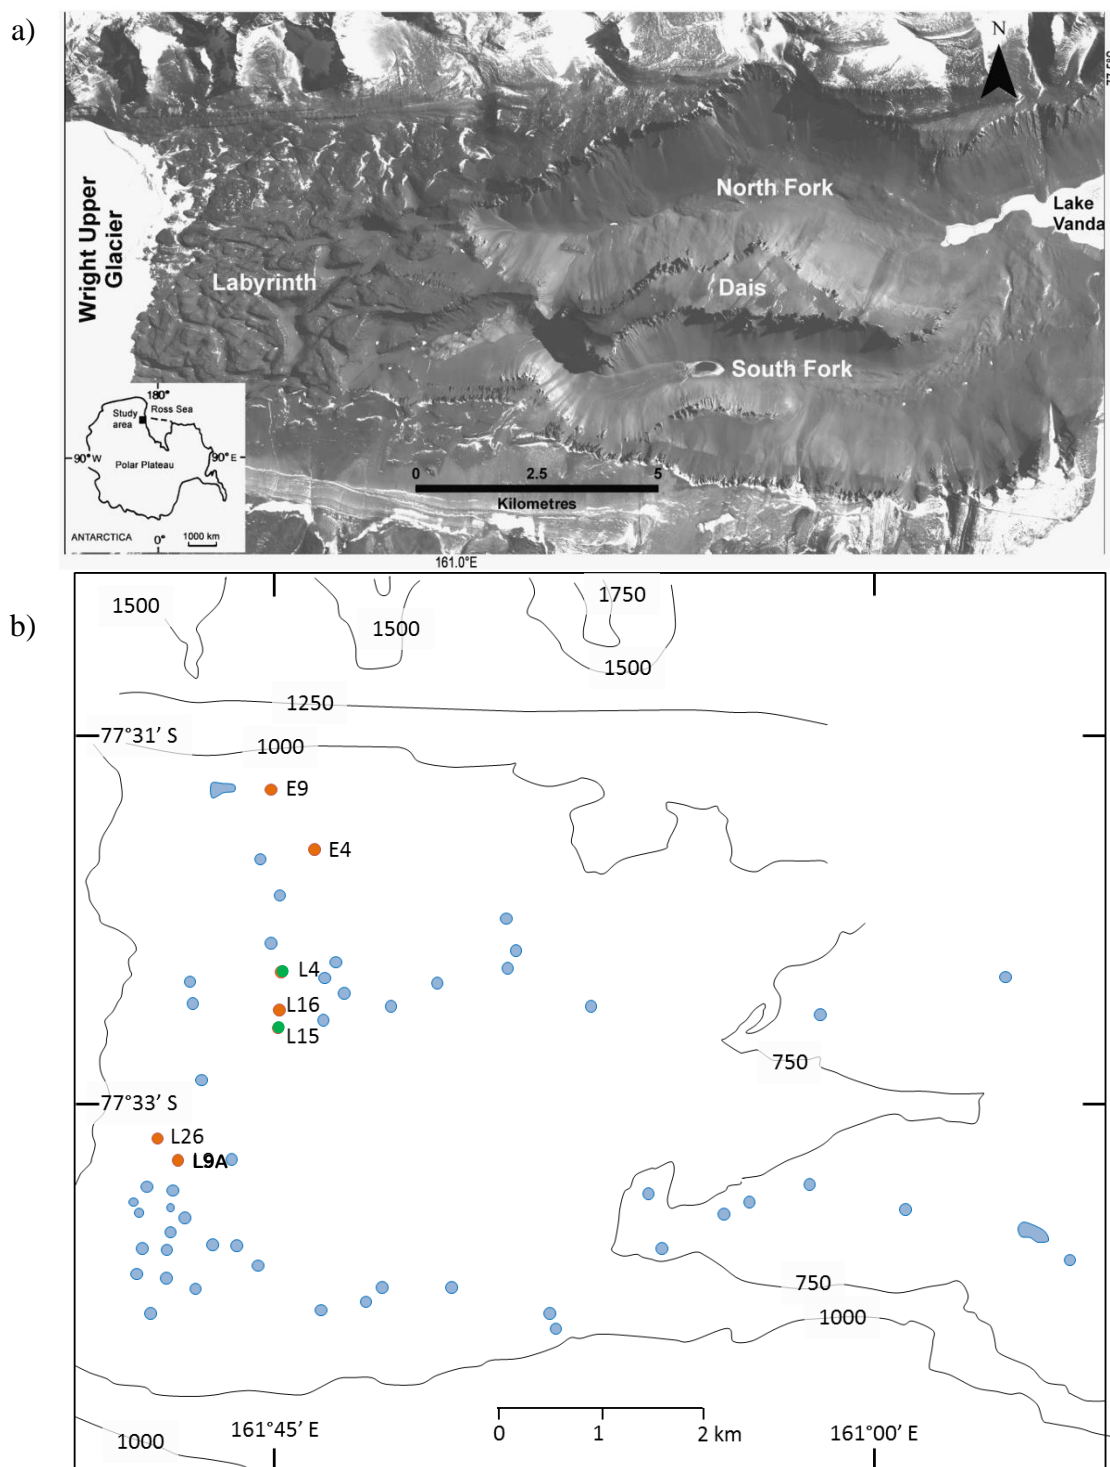 a)
N
77.5°
Wright Upper
Glacier
North Fork
Lake
Vanda
Labyrinth
Dais
South Fork
180°
Study
area
Ross Sea
90° W
90° E
Polar Plateau
ANTARCTICA
0°
1000 km
0
2.5
5
Kilometres
161.0°E
b)
1500
1500
1750
1500
1250
77°31' S
1000
E9
E4
L4
L16
L15
750
77°33' S
L26
L9A
750
1000
161°45' E
0
1
2 km
161°00' E
1000